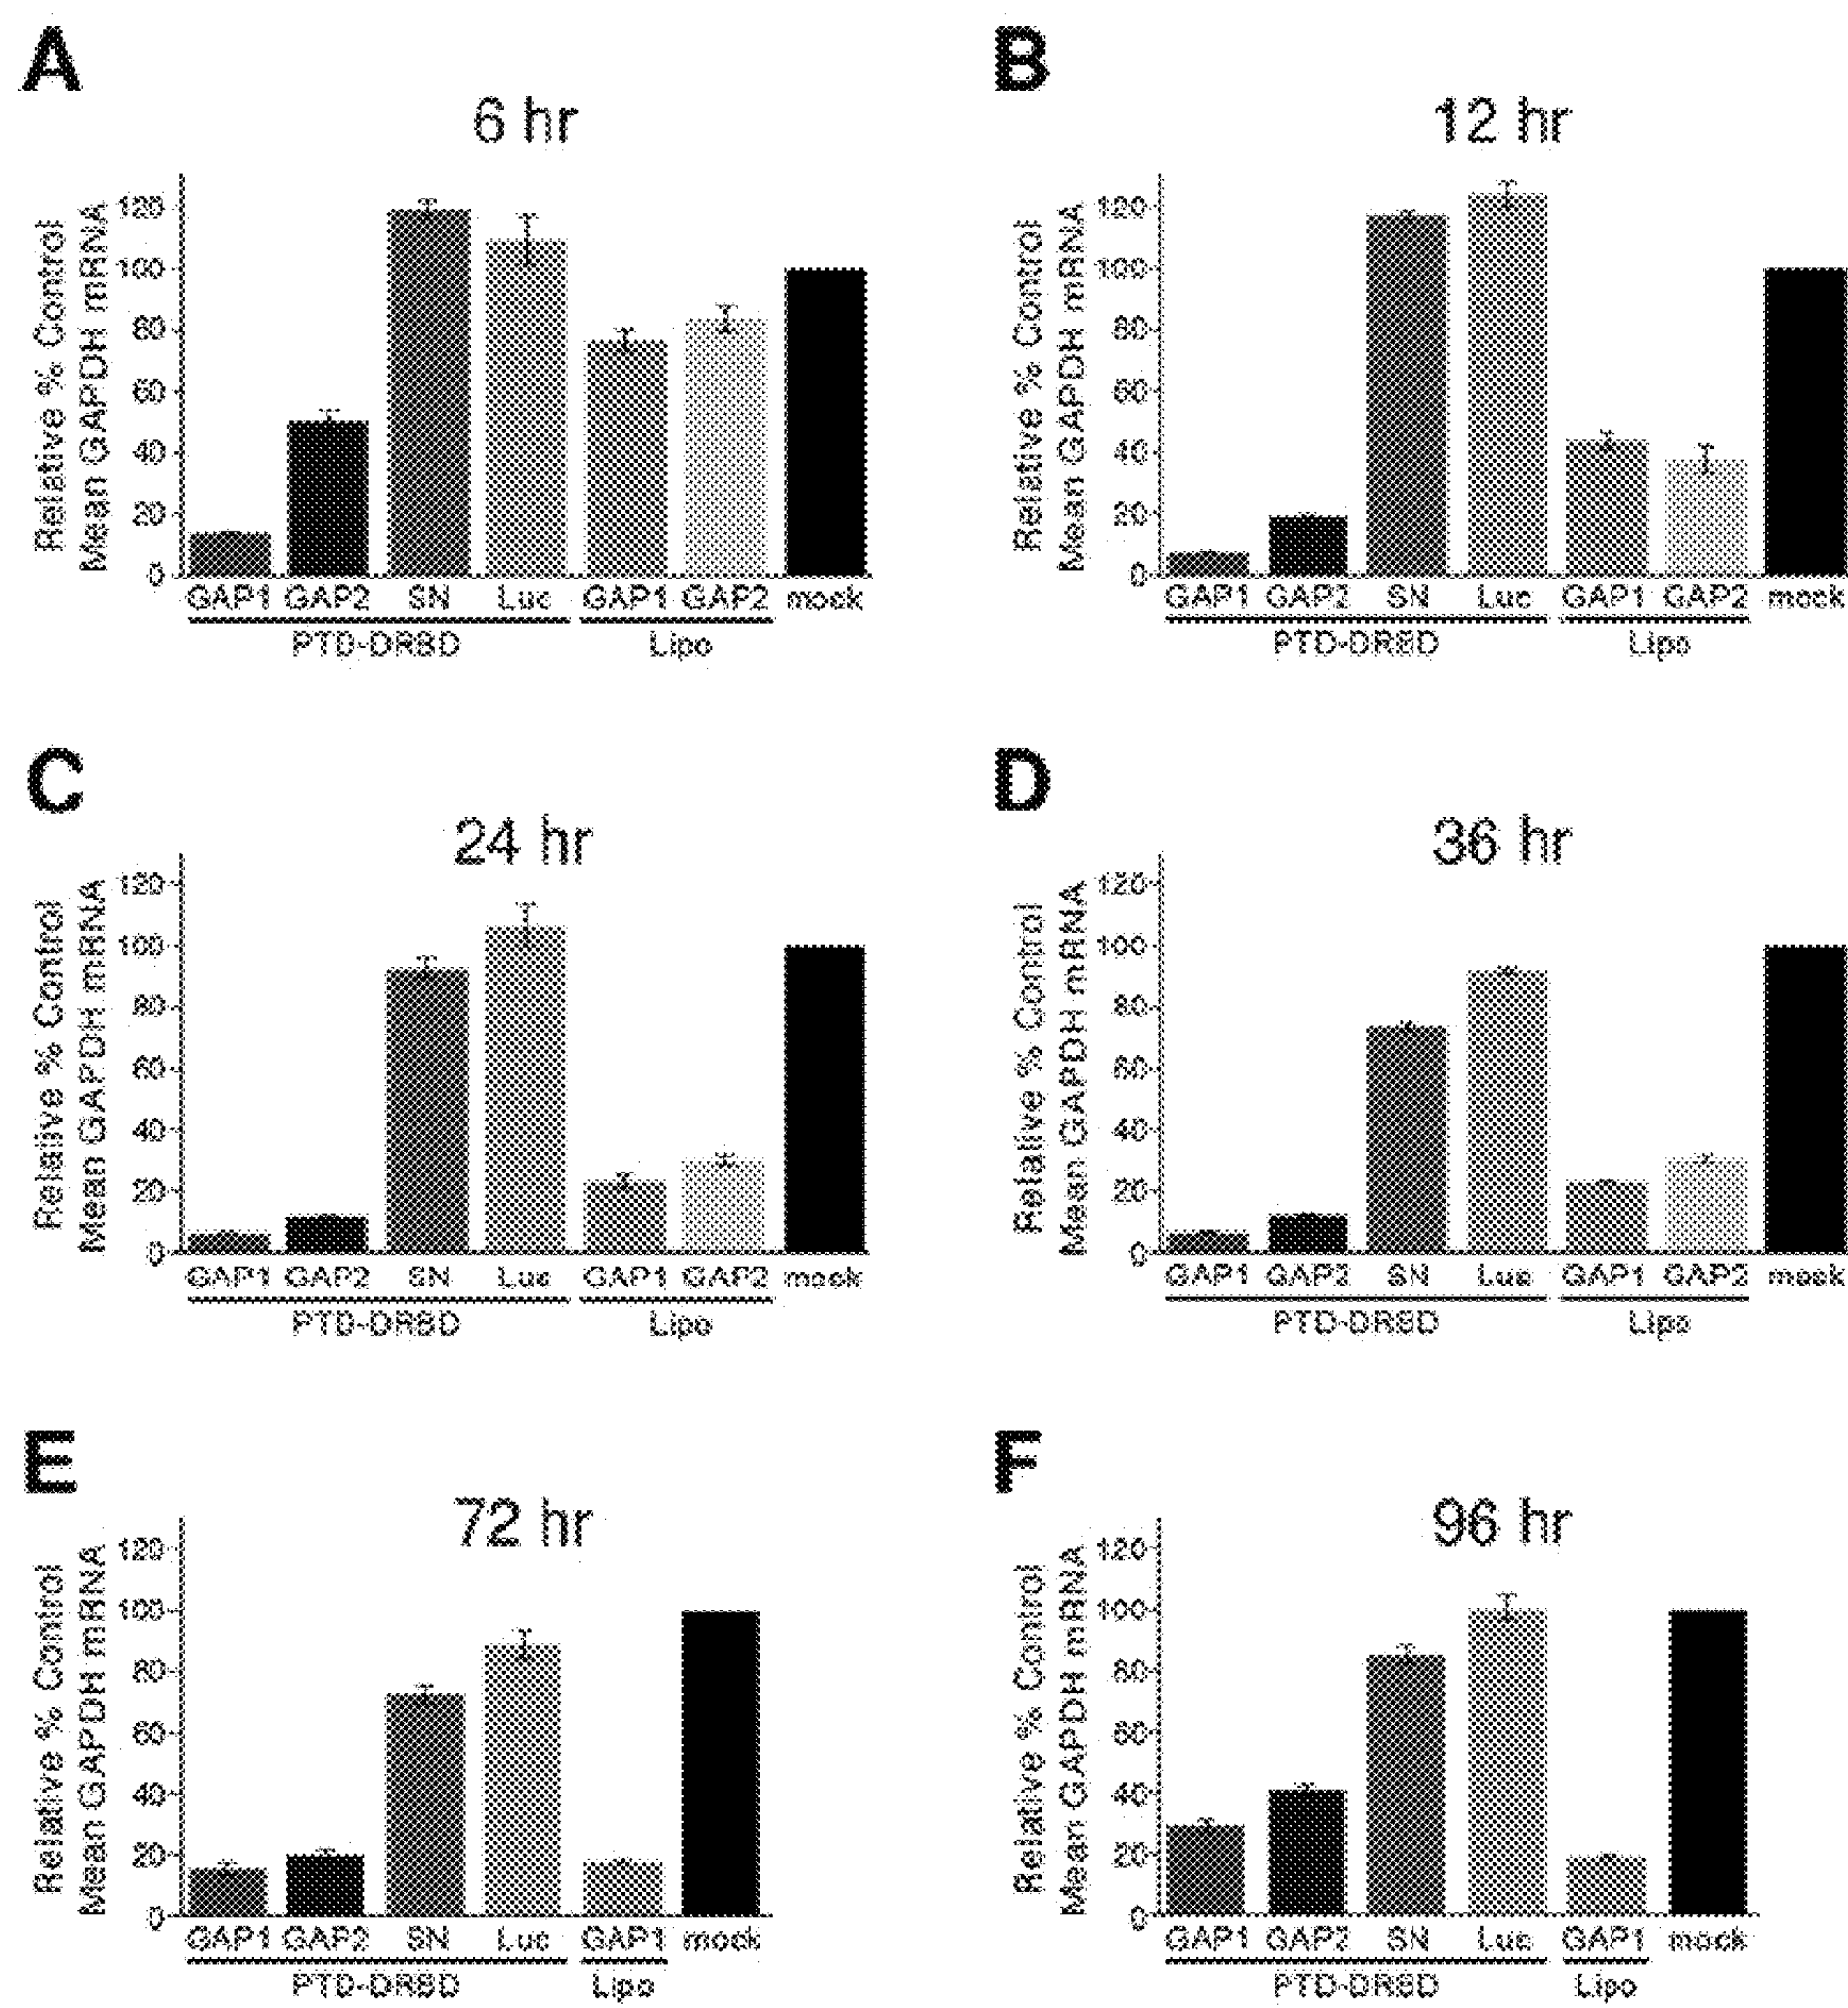 A
6 hr
Relative % Control
Mean GAPDH mRNA
120
100
80
60
40
20
0
GAP1 GAP2 SN Luc GAP1 GAP2 mock
PTD-DRBD Lipo
B
12 hr
Relative % Control
Mean GAPDH mRNA
120
100
80
60
40
20
0
GAP1 GAP2 SN Luc GAP1 GAP2 mock
PTD-DRBD Lipo
C
24 hr
Relative % Control
Mean GAPDH mRNA
120
100
80
60
40
20
0
GAP1 GAP2 SN Luc GAP1 GAP2 mock
PTD-DRBD Lipo
D
36 hr
Relative % Control
Mean GAPDH mRNA
120
100
80
60
40
20
0
GAP1 GAP2 SN Luc GAP1 GAP2 mock
PTD-DRBD Lipo
E
72 hr
Relative % Control
Mean GAPDH mRNA
120
100
80
60
40
20
0
GAP1 GAP2 SN Luc GAP1 mock
PTD-DRBD Lipo
F
96 hr
Relative % Control
Mean GAPDH mRNA
120
100
80
60
40
20
0
GAP1 GAP2 SN Luc GAP1 mock
PTD-DRBD Lipo